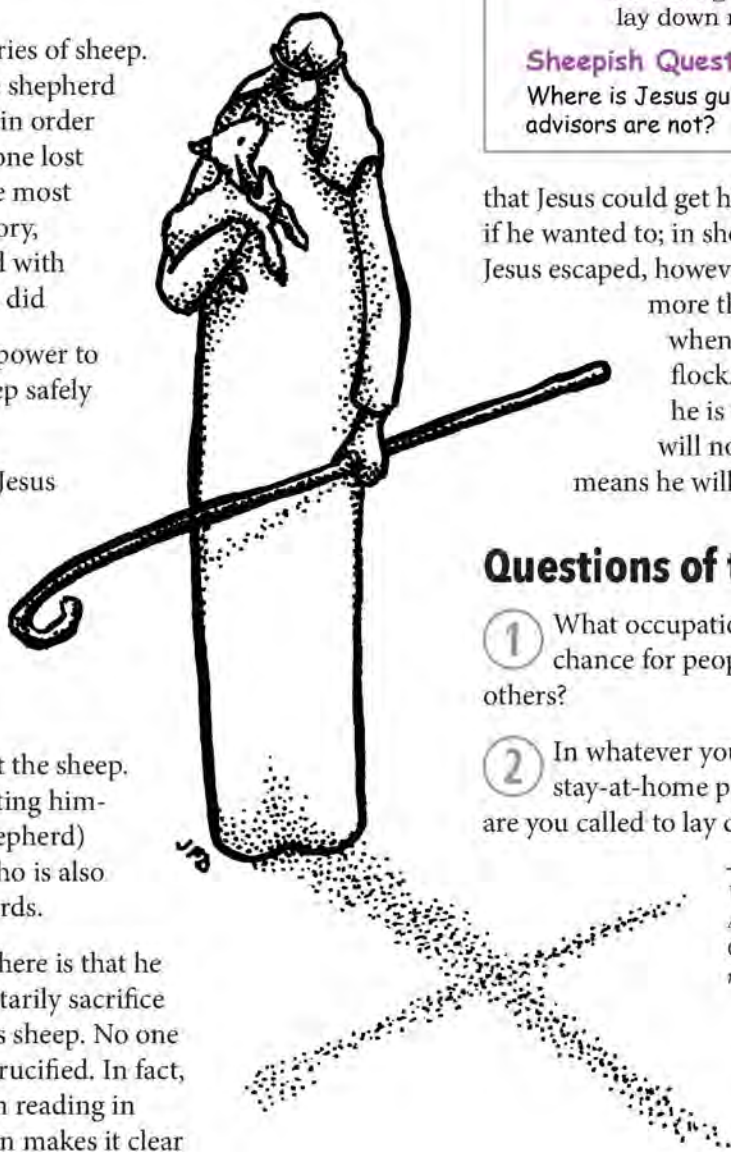 ries of sheep.
shepherd
in order
one lost
most
ory,
with
did
power to
ep safely
Jesus
t the sheep.
ting him-
epherd)
ho is also
rds.
here is that he
tarily sacrifice
s sheep. No one
rucified. In fact,
reading in
n makes it clear
JPB
lay down
Sheepish Quest
Where is Jesus gu
advisors are not?
that Jesus could get h
if he wanted to; in sho
Jesus escaped, howev
more th
when
flock
he is
will no
means he will
Questions of t
1 What occupatio
chance for peop
others?
2 In whatever you
stay-at-home p
are you called to lay c